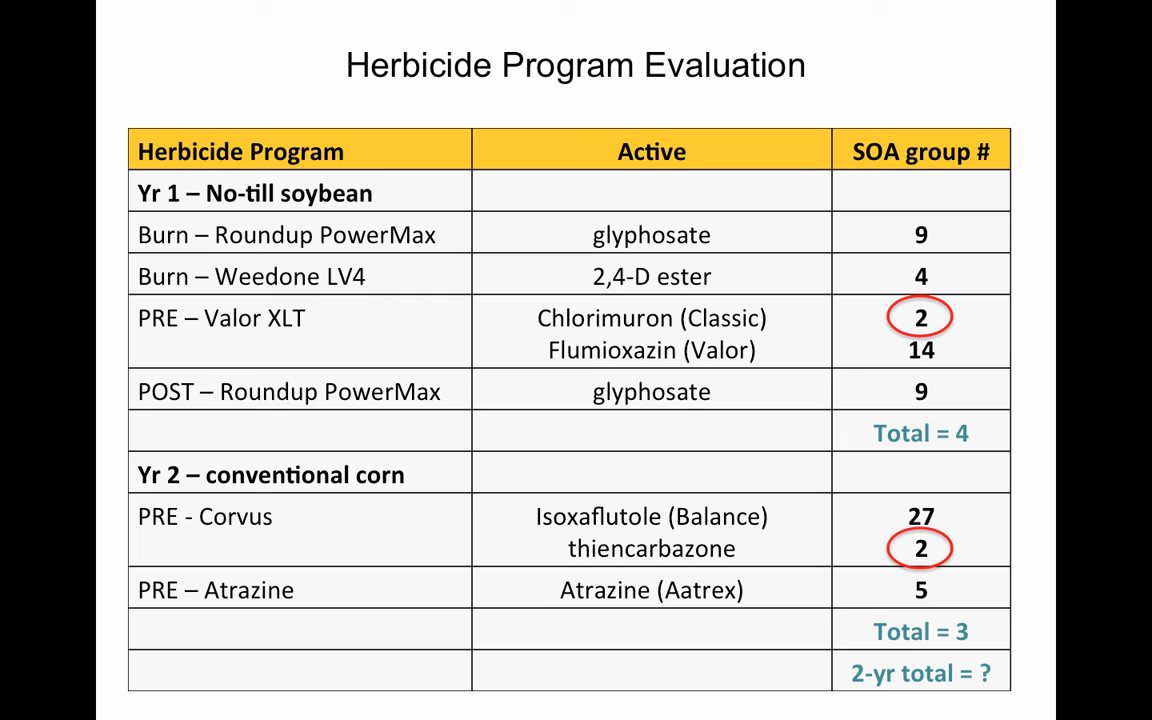 Herbicide Program Evaluation
Herbicide Program Active SOA group #
Yr 1 – No-till soybean
Burn – Roundup PowerMax glyphosate 9
Burn – Weedone LV4 2,4-D ester 4
PRE – Valor XLT Chlorimuron (Classic) 2
Flumioxazin (Valor) 14
POST – Roundup PowerMax glyphosate 9
Total = 4
Yr 2 – conventional corn
PRE - Corvus Isoxaflutole (Balance) 27
thiencarbazone 2
PRE – Atrazine Atrazine (Aatrex) 5
Total = 3
2-yr total = ?